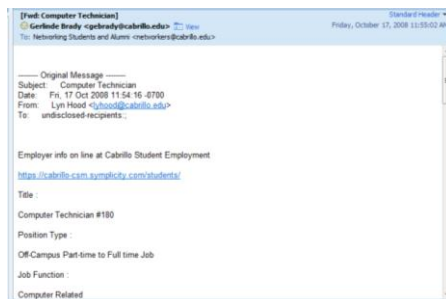 [Fwd: Computer Technician]
Standard Header
Gerlinde Brady <gebrady@cabrillo.edu> View
Friday, October 17, 2008 11:55:02 AM
To: Networking Students and Alumni <networkers@cabrillo.edu>
-------- Original Message --------
Subject: Computer Technician
Date: Fri, 17 Oct 2008 11:54:16 -0700
From: Lyn Hood <lyhood@cabrillo.edu>
To: undisclosed-recipients:;
Employer info on line at Cabrillo Student Employment
https://cabrillo-csm.symplicity.com/students/
Title :
Computer Technician #180
Position Type :
Off-Campus Part-time to Full time Job
Job Function :
Computer Related